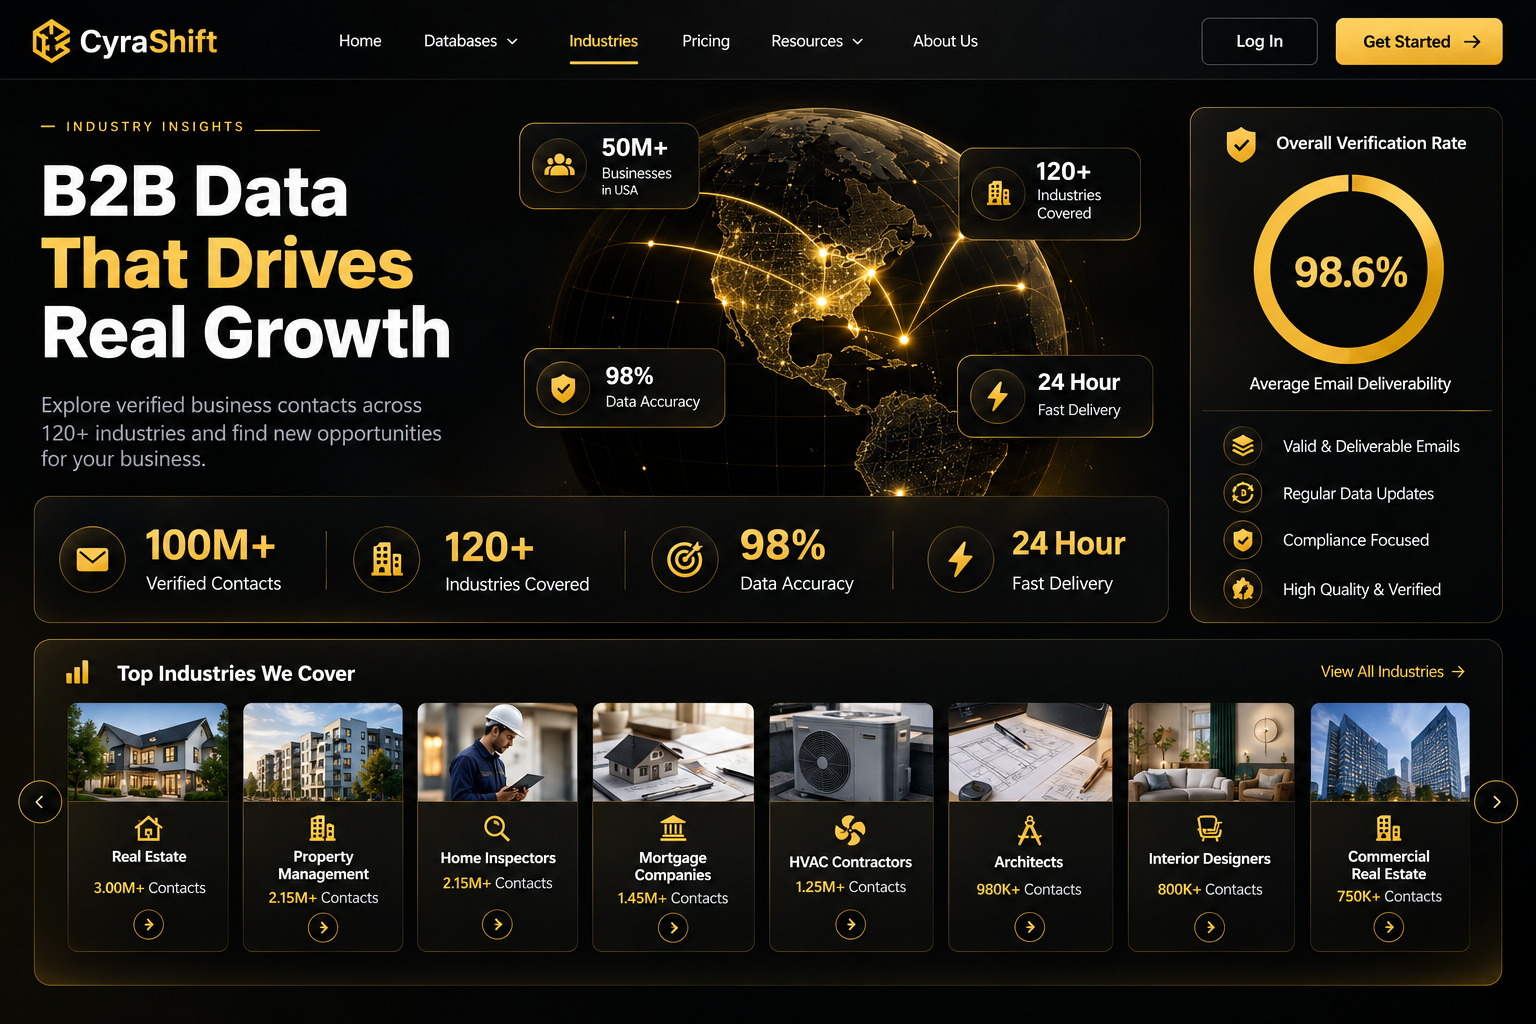 CyraShift
Home
Databases
Industries
Pricing
Resources
About Us
Log In
Get Started
INDUSTRY INSIGHTS
B2B Data
That Drives
Real Growth
Explore verified business contacts across
120+ industries and find new opportunities
for your business.
50M+
Businesses
in USA
120+
Industries
Covered
98%
Data Accuracy
24 Hour
Fast Delivery
Overall Verification Rate
98.6%
Average Email Deliverability
Valid & Deliverable Emails
Regular Data Updates
Compliance Focused
High Quality & Verified
100M+
Verified Contacts
120+
Industries Covered
98%
Data Accuracy
24 Hour
Fast Delivery
Top Industries We Cover
View All Industries
Real Estate
3.00M+ Contacts
Property
Management
2.15M+ Contacts
Home Inspectors
2.15M+ Contacts
Mortgage
Companies
1.45M+ Contacts
HVAC Contractors
1.25M+ Contacts
Architects
980K+ Contacts
Interior Designers
800K+ Contacts
Commercial
Real Estate
750K+ Contacts